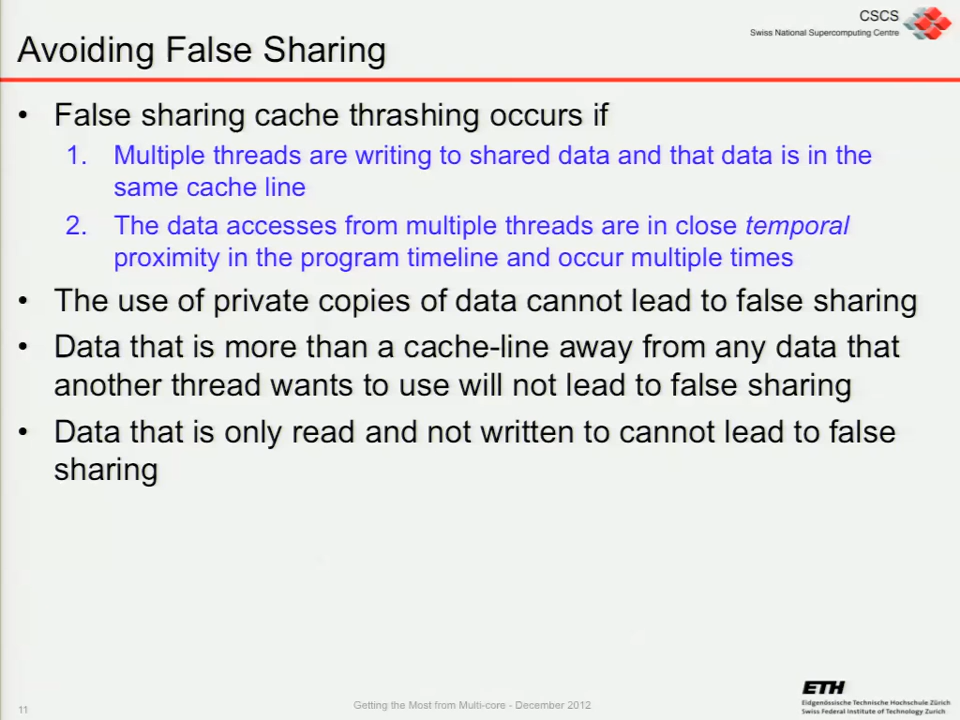 CSCS
Swiss National Supercomputing Centre
Avoiding False Sharing
• False sharing cache thrashing occurs if
1. Multiple threads are writing to shared data and that data is in the
same cache line
2. The data accesses from multiple threads are in close temporal
proximity in the program timeline and occur multiple times
• The use of private copies of data cannot lead to false sharing
• Data that is more than a cache-line away from any data that
another thread wants to use will not lead to false sharing
• Data that is only read and not written to cannot lead to false
sharing
11
Getting the Most from Multi-core - December 2012
ETH
Eidgenössische Technische Hochschule Zürich
Swiss Federal Institute of Technology Zurich